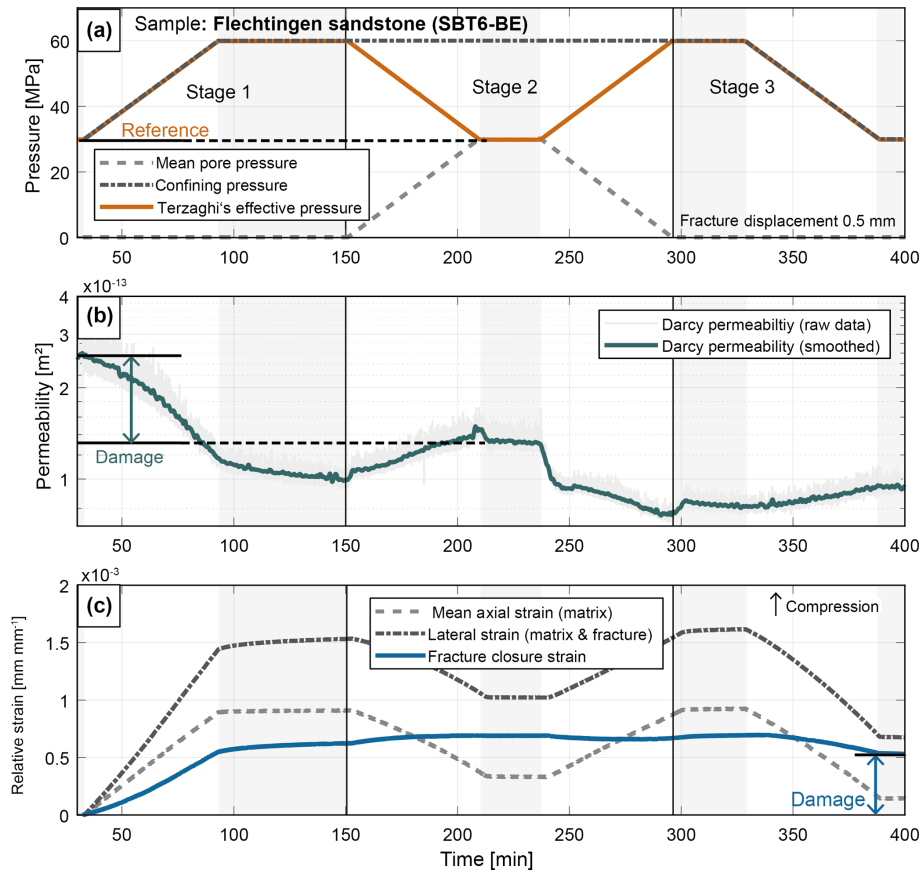 (a) Sample: Flechtingen sandstone (SBT6-BE)
60
40
20
0
Pressure [MPa]
Stage 1
Stage 2
Stage 3
Reference
Mean pore pressure
Confining pressure
Terzaghi's effective pressure
Fracture displacement 0.5 mm
50 100 150 200 250 300 350 400
x10⁻¹³
(b)
4
3
2
1
Permeability [m²]
Darcy permeabiltiy (raw data)
Darcy permeability (smoothed)
Damage
50 100 150 200 250 300 350 400
x10⁻³
(c)
2
1.5
1
0.5
0
Relative strain [mm mm⁻¹]
Mean axial strain (matrix)
Lateral strain (matrix & fracture)
Fracture closure strain
↑ Compression
Damage
50 100 150 200 250 300 350 400
Time [min]